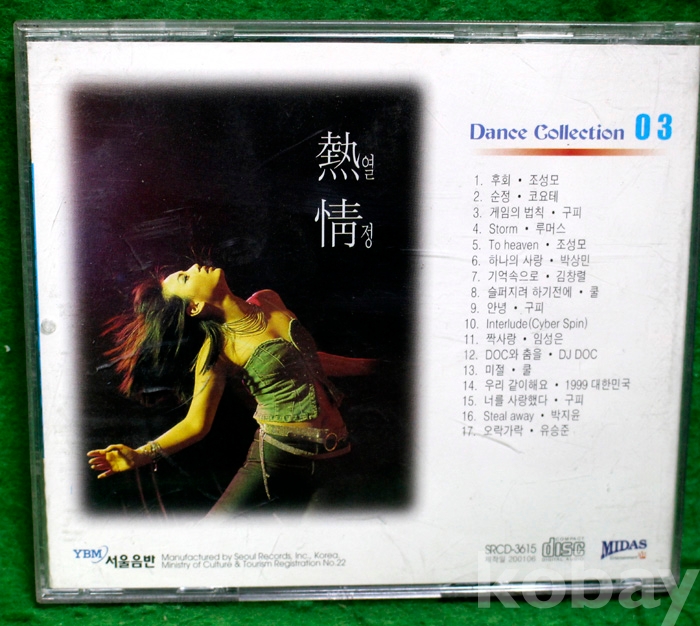 熱열
情정
Dance Collection 03
1. 후회 • 조성모
2. 순정 • 코요테
3. 게임의 법칙 • 구피
4. Storm • 루머스
5. To heaven • 조성모
6. 하나의 사랑 • 박상민
7. 기억속으로 • 김창렬
8. 슬퍼지려 하기전에 • 쿨
9. 안녕 • 구피
10. Interlude(Cyber Spin)
11. 짝사랑 • 임성은
12. DOC와 춤을 • DJ DOC
13. 미절 • 쿨
14. 우리 같이해요 • 1999 대한민국
15. 너를 사랑했다 • 구피
16. Steal away • 박지윤
17. 오락가락 • 유승준
YBM 서울음반
Manufactured by Seoul Records, Inc., Korea.
Ministry of Culture & Tourism Registration No.22
SRCD-3615
제작일 200106
disc
MIDAS
kobay